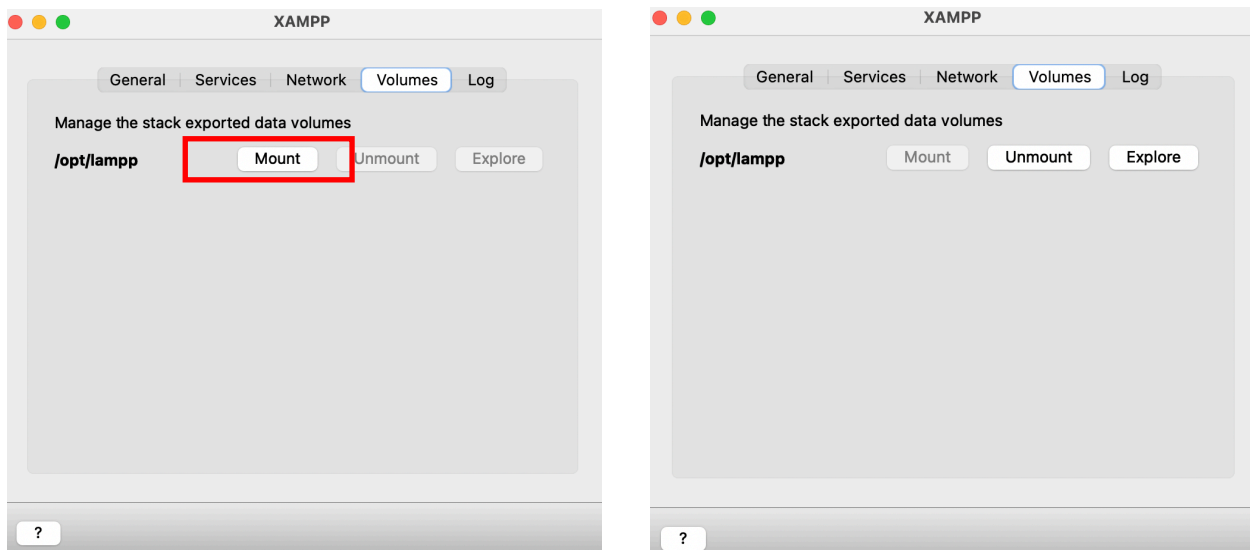 XAMPP
General Services Network Volumes Log
Manage the stack exported data volumes
/opt/lampp Mount Unmount Explore
?
XAMPP
General Services Network Volumes Log
Manage the stack exported data volumes
/opt/lampp Mount Unmount Explore
?